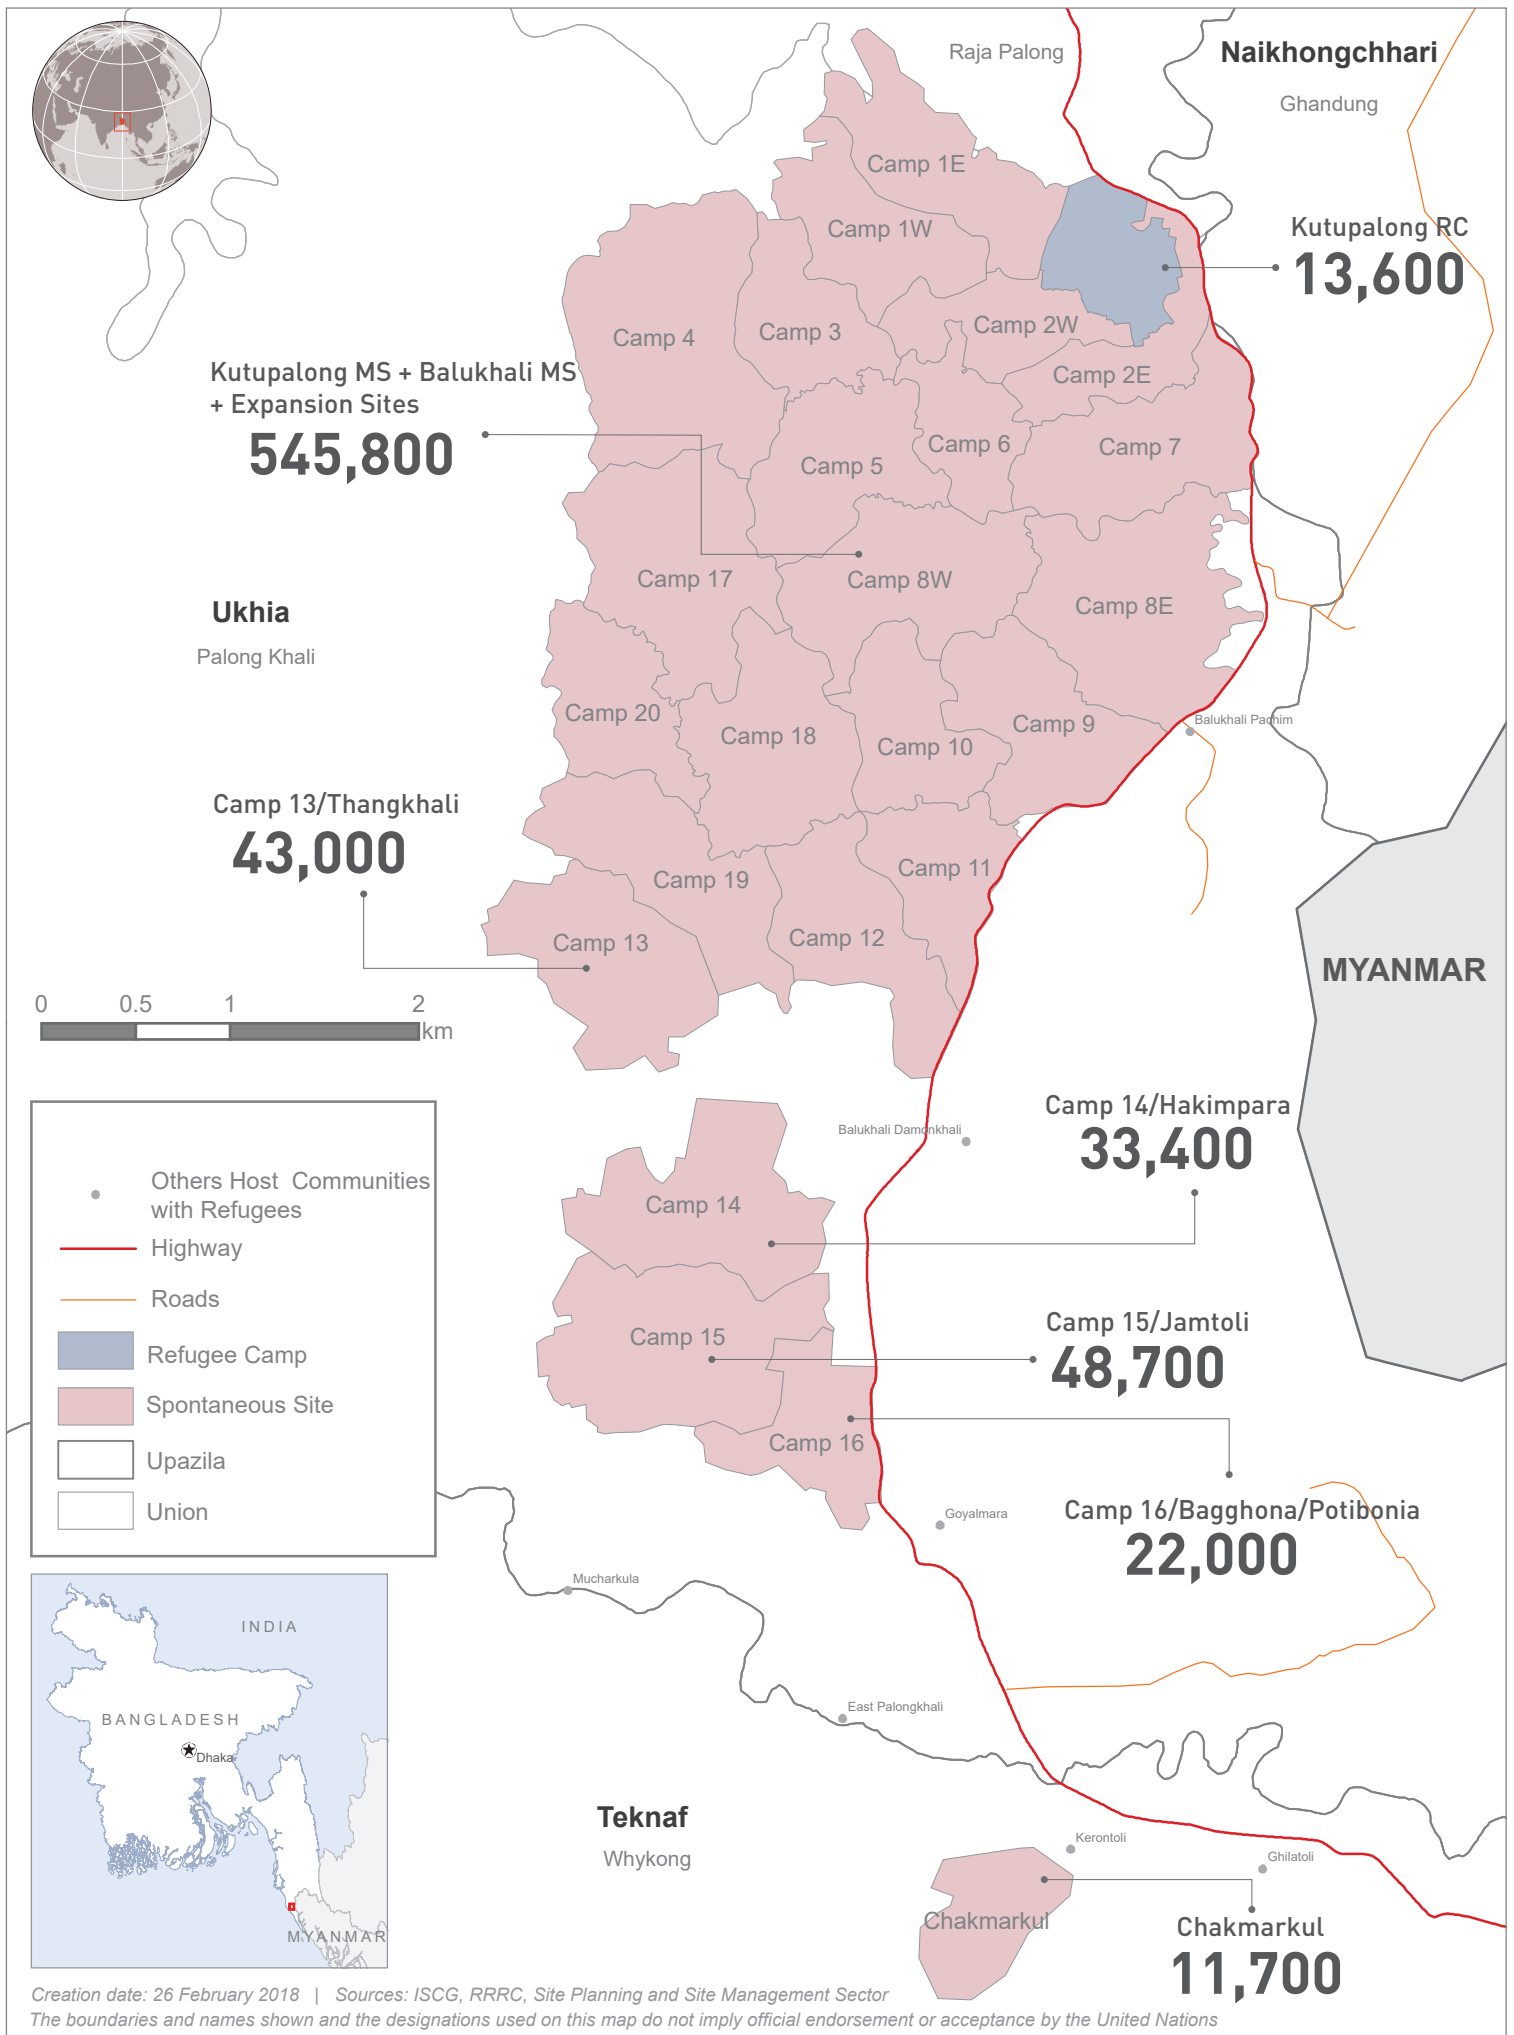 Raja Palong
Naikhongchhari
Ghandung
Camp 1E
Camp 1W
Kutupalong RC
13,600
Camp 4
Camp 3
Camp 2W
Camp 2E
Kutupalong MS + Balukhali MS
+ Expansion Sites
545,800
Camp 5
Camp 6
Camp 7
Camp 17
Camp 8W
Camp 8E
Ukhia
Palong Khali
Camp 20
Camp 18
Camp 10
Camp 9
Balukhali Pachim
Camp 13/Thangkhali
43,000
Camp 19
Camp 11
Camp 13
Camp 12
MYANMAR
0 0.5 1 2
km
Camp 14/Hakimpara
33,400
Balukhali Damonkhali
Camp 14
Others Host Communities
with Refugees
Highway
Roads
Refugee Camp
Spontaneous Site
Upazila
Union
Camp 15/Jamtoli
48,700
Camp 15
Camp 16
Camp 16/Bagghona/Potibonia
22,000
Goyalmara
Mucharkula
East Palongkhali
INDIA
BANGLADESH
Dhaka
MYANMAR
Teknaf
Whykong
Kerontoli
Ghilatoli
Chakmarkul
Chakmarkul
11,700
Creation date: 26 February 2018 | Sources: ISCG, RRRC, Site Planning and Site Management Sector
The boundaries and names shown and the designations used on this map do not imply official endorsement or acceptance by the United Nations